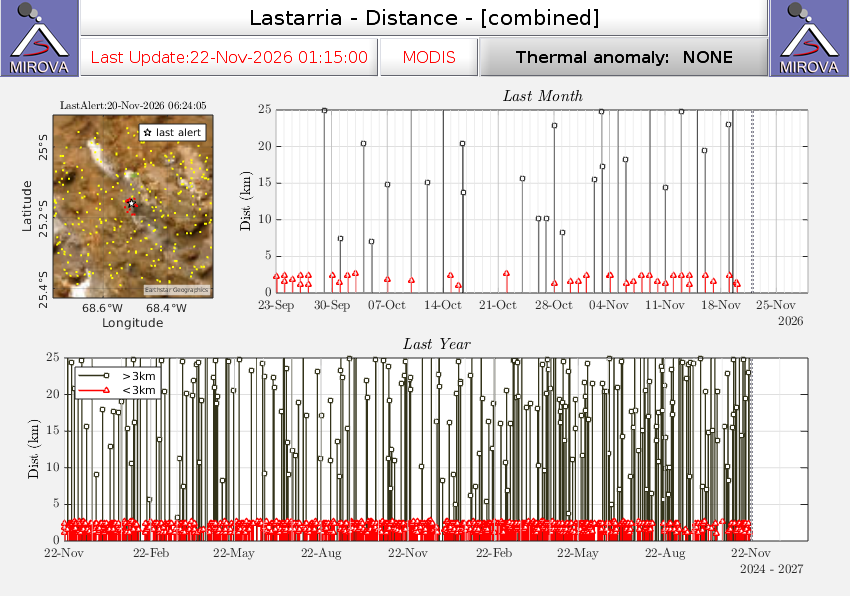 Lastarria - Distance - [combined]
MIROVA
Last Update:22-Nov-2026 01:15:00
MODIS
Thermal anomaly: NONE
MIROVA
LastAlert:20-Nov-2026 06:24:05
last alert
25°S
25.2°S
25.4°S
Latitude
Earthstar Geographics
68.6°W
68.4°W
Longitude
Last Month
25
20
15
10
5
0
Dist (km)
23-Sep
30-Sep
07-Oct
14-Oct
21-Oct
28-Oct
04-Nov
11-Nov
18-Nov
25-Nov
2026
Last Year
>3km
<3km
25
20
15
10
5
0
Dist (km)
22-Nov
22-Feb
22-May
22-Aug
22-Nov
22-Feb
22-May
22-Aug
22-Nov
2024 - 2027